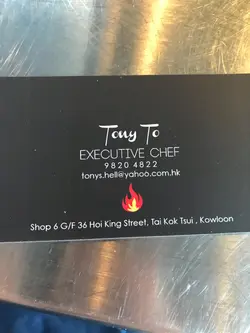 Tony To
EXECUTIVE CHEF
9820 4822
tonys.hell@yahoo.com.hk
Shop 6 G/F 36 Hoi King Street, Tai Kok Tsui , Kowloon